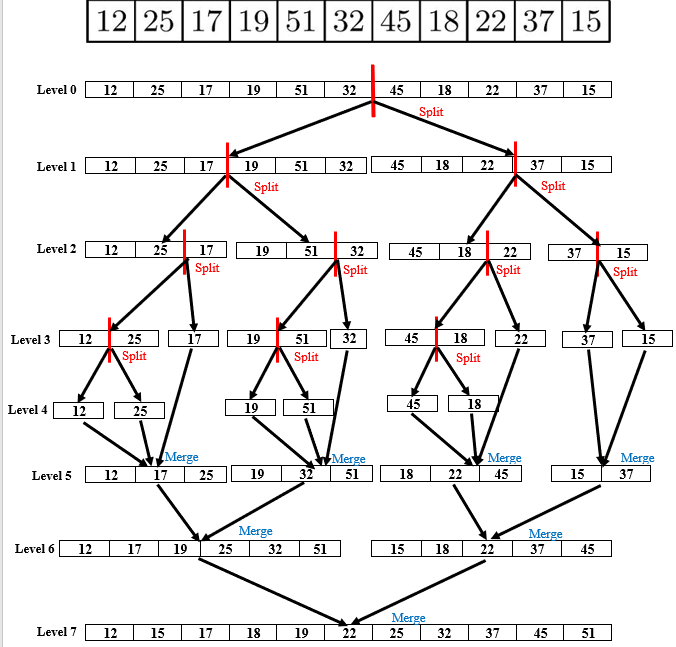 12 25 17 19 51 32 45 18 22 37 15
Level 0 12 25 17 19 51 32 45 18 22 37 15
Split
Level 1 12 25 17 19 51 32 45 18 22 37 15
Split Split
Level 2 12 25 17 19 51 32 45 18 22 37 15
Split Split Split Split
Level 3 12 25 17 19 51 32 45 18 22 37 15
Split Split Split
Level 4 12 25 19 51 45 18
Merge Merge Merge Merge
Level 5 12 17 25 19 32 51 18 22 45 15 37
Merge Merge
Level 6 12 17 19 25 32 51 15 18 22 37 45
Merge
Level 7 12 15 17 18 19 22 25 32 37 45 51